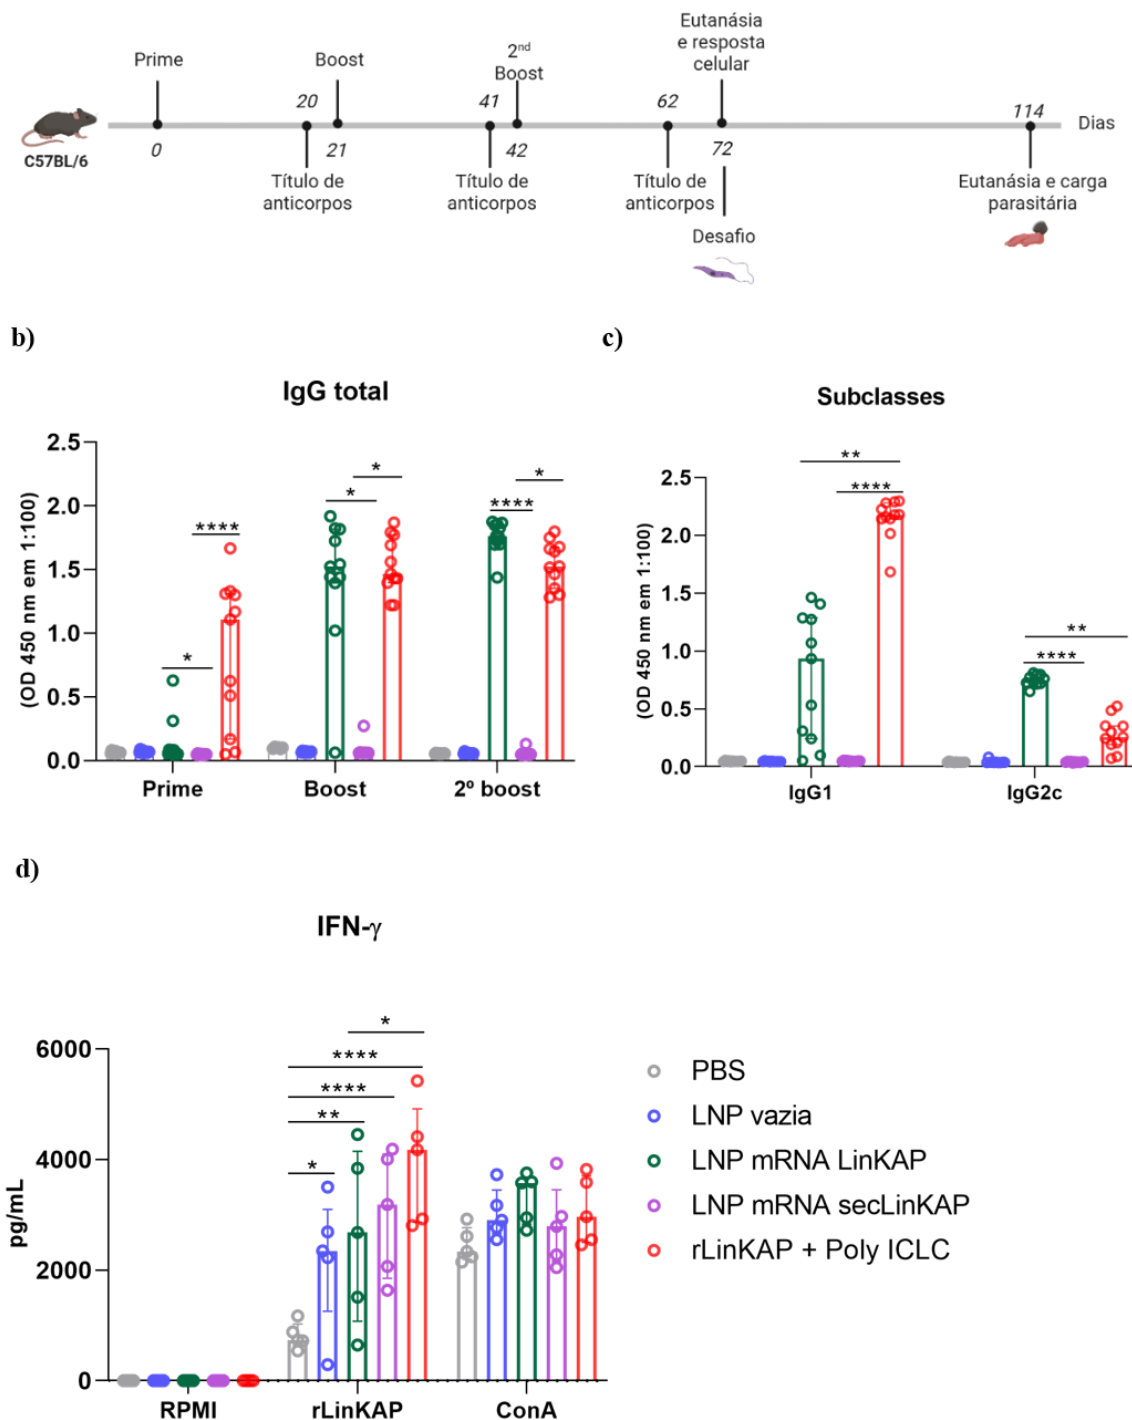 Prime
Boost
2nd
Boost
Eutanásia
e resposta
celular
20
41
62
114
Dias
C57BL/6
0
21
42
72
Título de
anticorpos
Título de
anticorpos
Título de
anticorpos
Eutanásia e carga
parasitária
Desafio
b)
c)
IgG total
(OD 450 nm em 1:100)
2.5
2.0
1.5
1.0
0.5
0.0
*
****
*
*
****
*
Prime
Boost
2º boost
Subclasses
(OD 450 nm em 1:100)
2.5
2.0
1.5
1.0
0.5
0.0
**
****
**
****
IgG1
IgG2c
d)
IFN-γ
pg/mL
6000
4000
2000
0
*
****
****
**
*
RPMI
rLinKAP
ConA
PBS
LNP vazia
LNP mRNA LinKAP
LNP mRNA secLinKAP
rLinKAP + Poly ICLC